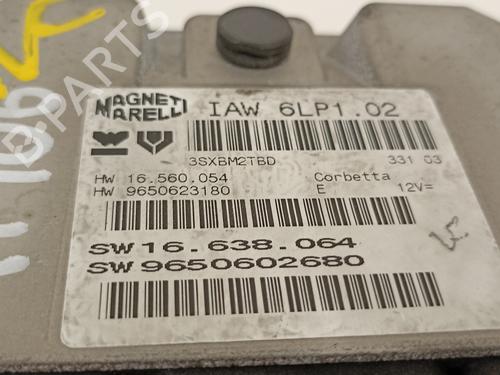 B-PARTS
MAGNETI MARELLI
IAW 6LP1.02
3SXBM2TBD 331 03
HW 16.560.054 Corbetta
HW 9650623180 E 12V=
SW 16.638.064
SW 9650602680